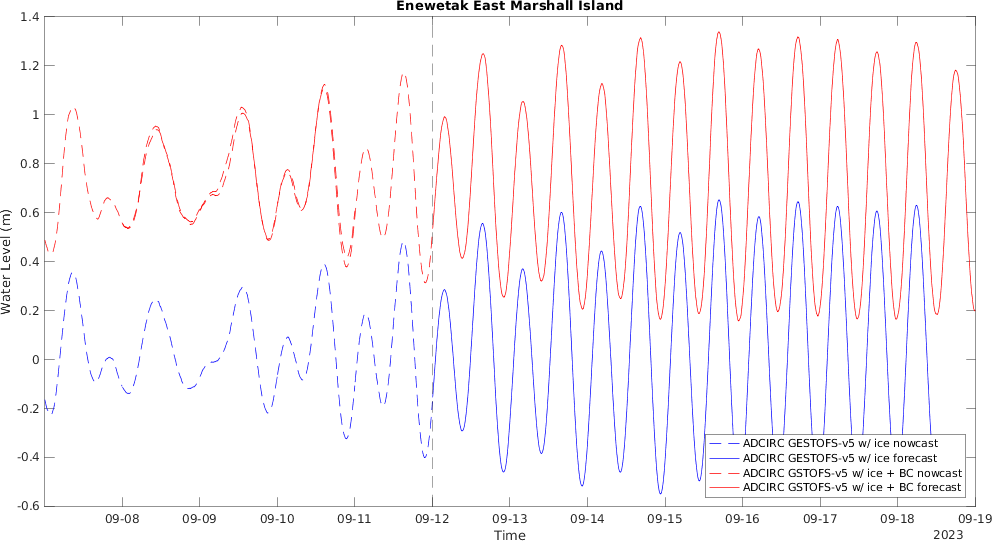 Enewetak East Marshall Island
1.4
1.2
1
0.8
0.6
0.4
0.2
0
-0.2
-0.4
-0.6
Water Level (m)
ADCIRC GESTOFS-v5 w/ ice nowcast
ADCIRC GESTOFS-v5 w/ ice forecast
ADCIRC GSTOFS-v5 w/ ice + BC nowcast
ADCIRC GSTOFS-v5 w/ ice + BC forecast
09-08 09-09 09-10 09-11 09-12 09-13 09-14 09-15 09-16 09-17 09-18 09-19
Time
2023